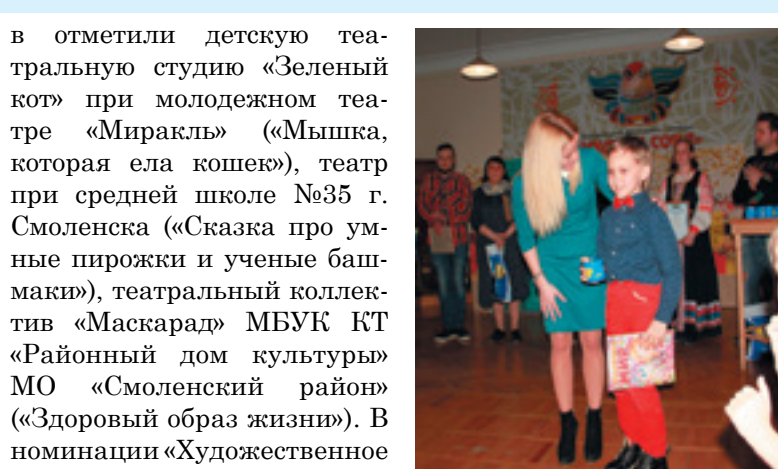 в отметили детскую теа-
тральную студию «Зеленый
кот» при молодежном теа-
тре «Миракль» («Мышка,
которая ела кошек»), театр
при средней школе №35 г.
Смоленска («Сказка про ум-
ные пирожки и ученые баш-
маки»), театральный коллек-
тив «Маскарад» МБУК КТ
«Районный дом культуры»
МО «Смоленский район»
(«Здоровый образ жизни»). В
номинации «Художественное